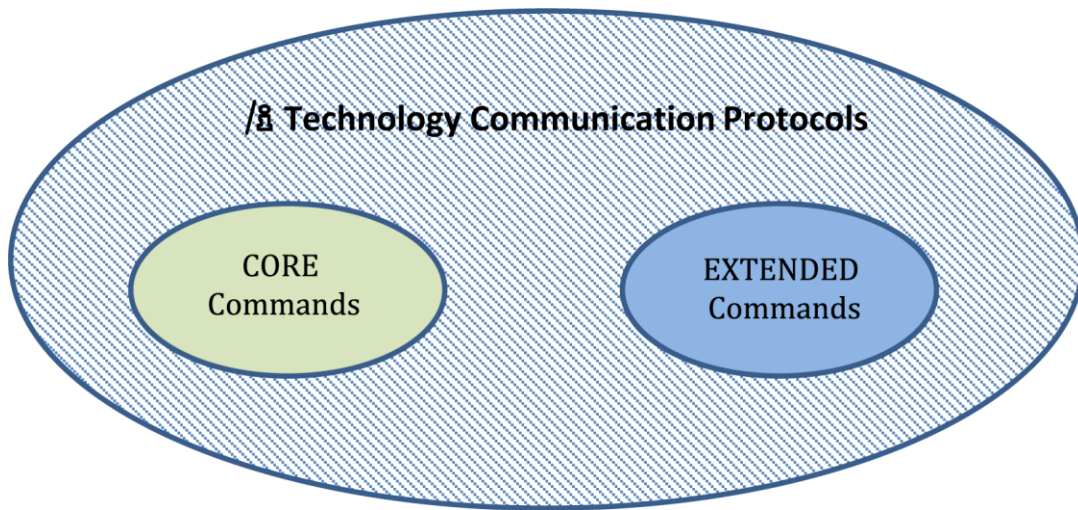 Technology Communication Protocols
CORE
Commands
EXTENDED
Commands